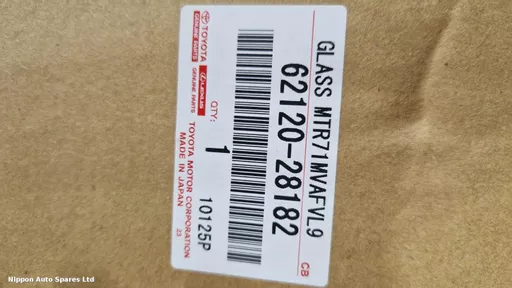 GLASS MTR71MVAFVL9
62120-28182
CB
TOYOTA
GENUINE PARTS
LEXUS
GENUINE PARTS
QTY:
1
10125P
TOYOTA MOTOR CORPORATION
MADE IN JAPAN
23
Nippon Auto Spares Ltd